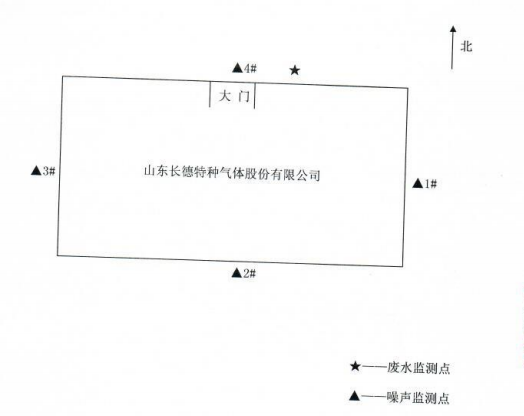 北
▲4# ★
大 门
▲3#
山东长德特种气体股份有限公司
▲1#
▲2#
★——废水监测点
▲——噪声监测点